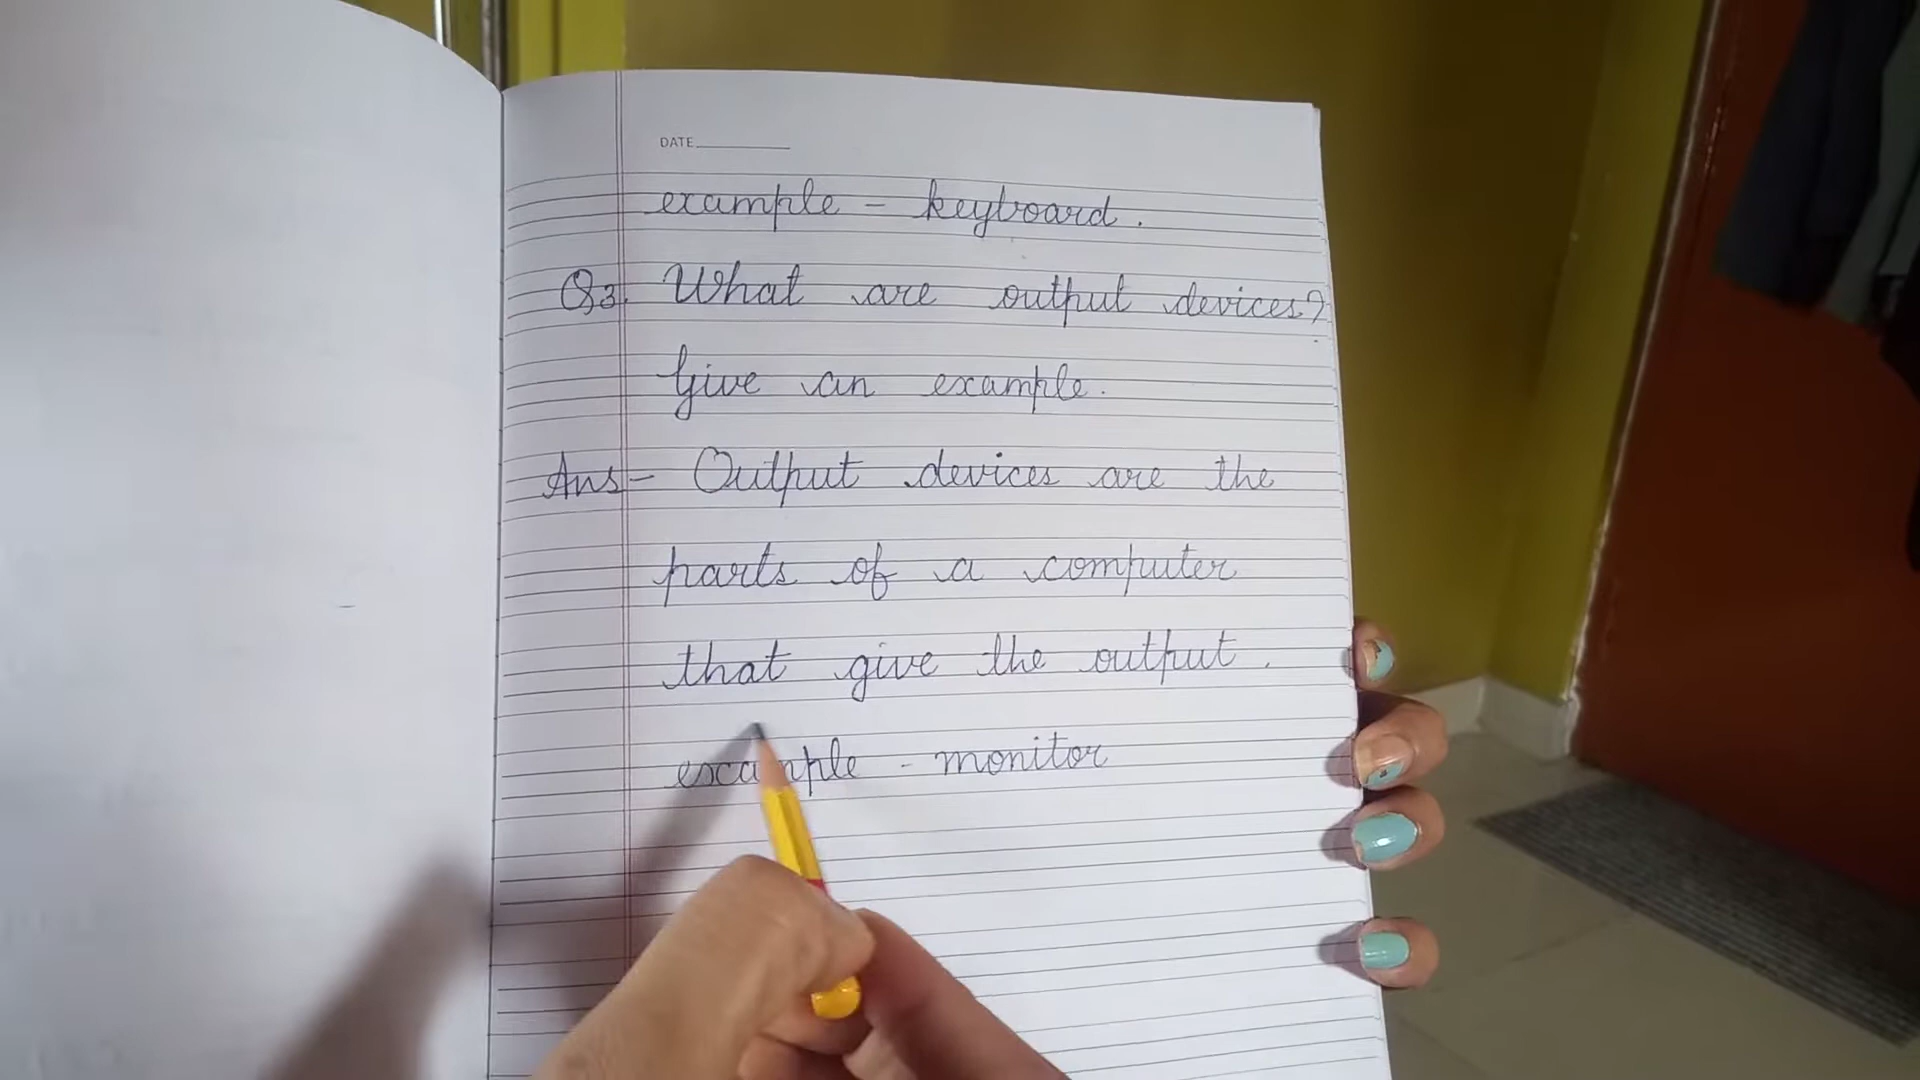 DATE
example - keyboard.
Q3. What are output devices?
Give an example.
Ans- Output devices are the
parts of a computer
that give the output.
example - monitor